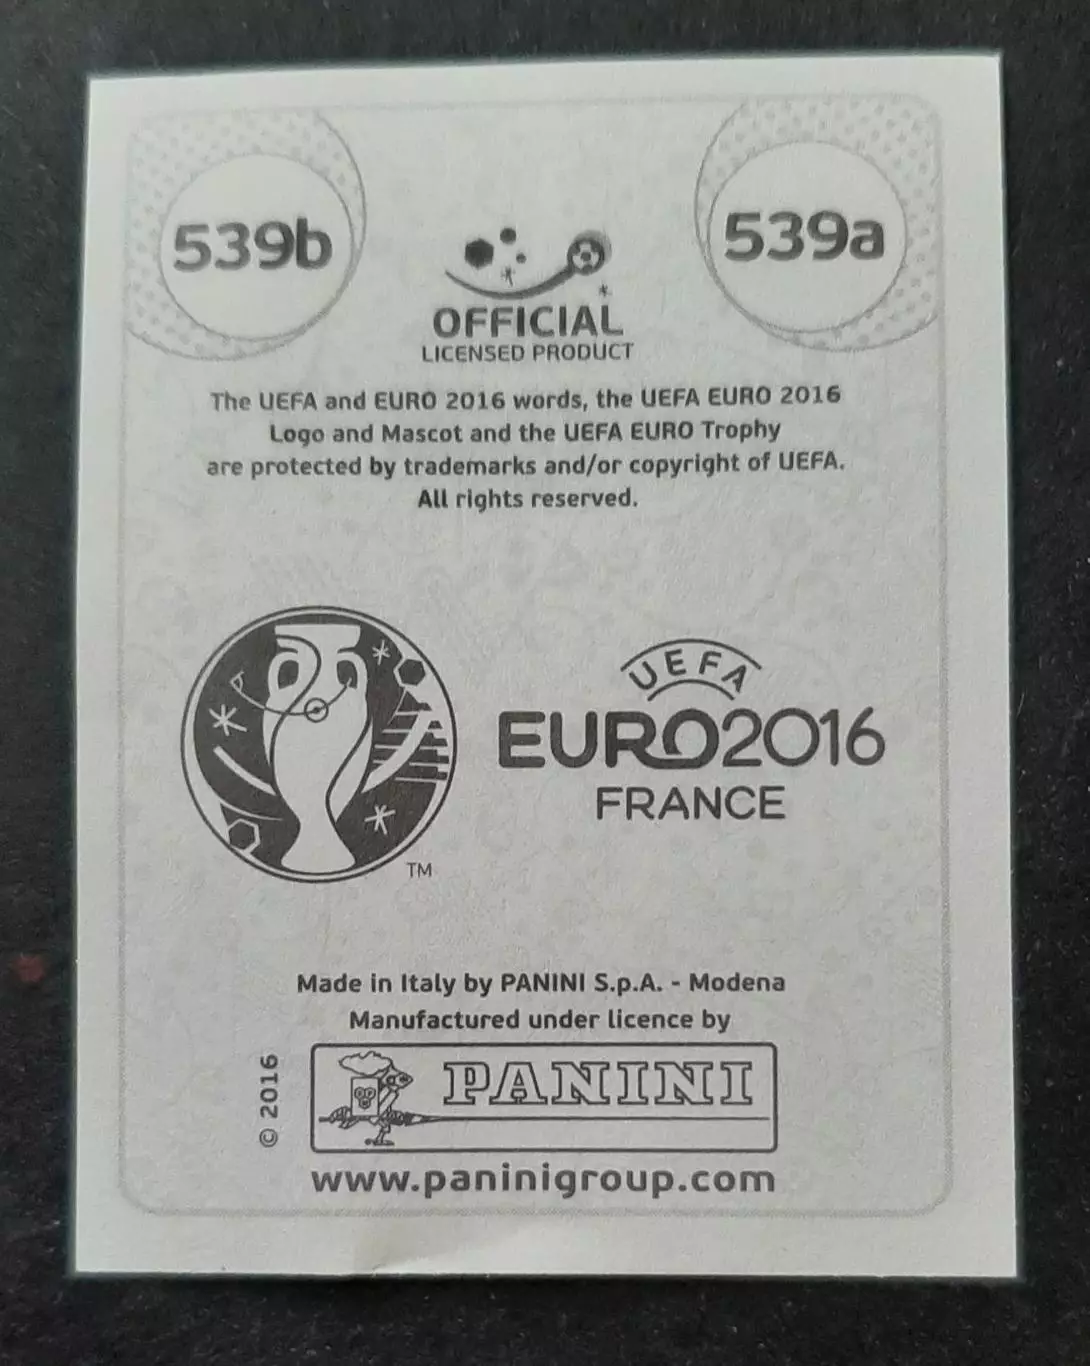 539b
539a
OFFICIAL
LICENSED PRODUCT
The UEFA and EURO 2016 words, the UEFA EURO 2016
Logo and Mascot and the UEFA EURO Trophy
are protected by trademarks and/or copyright of UEFA.
All rights reserved.
UEFA
EURO2016
FRANCE
TM
Made in Italy by PANINI S.p.A. - Modena
Manufactured under licence by
© 2016
PANINI
www.paninigroup.com